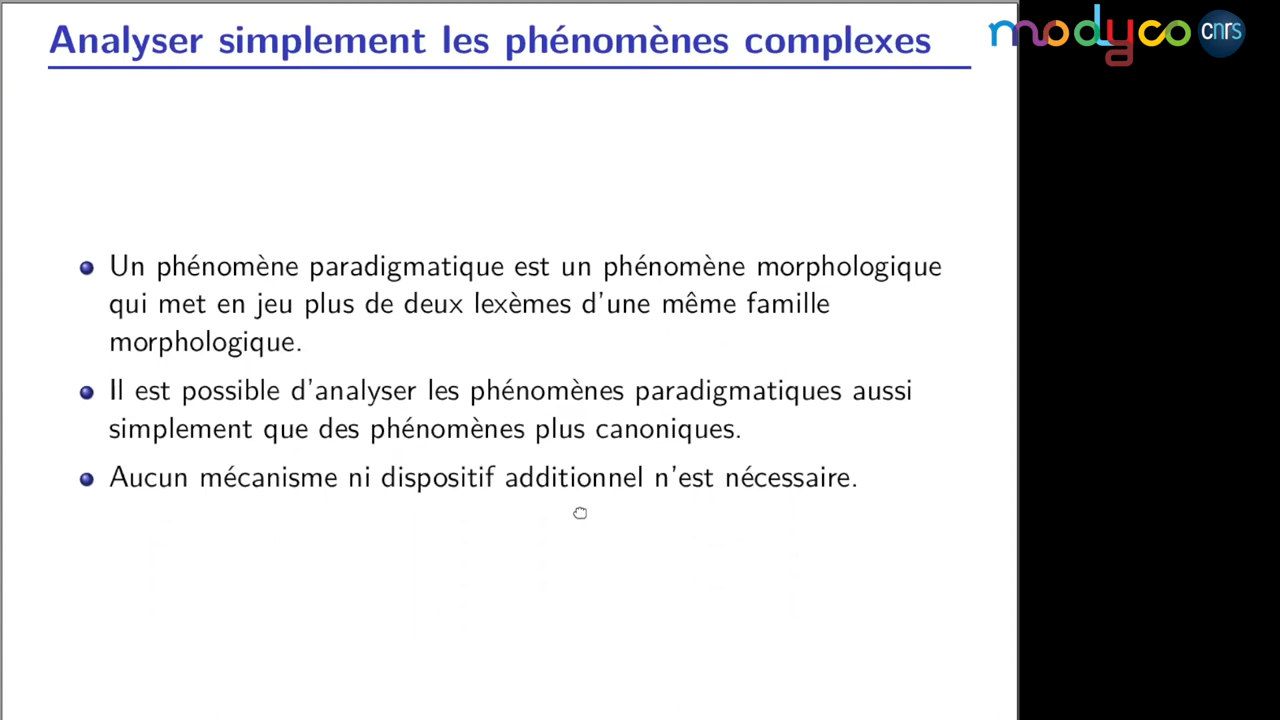 Analyser simplement les phénomènes complexes
modyco cnrs
Un phénomène paradigmatique est un phénomène morphologique
qui met en jeu plus de deux lexèmes d'une même famille
morphologique.
Il est possible d'analyser les phénomènes paradigmatiques aussi
simplement que des phénomènes plus canoniques.
Aucun mécanisme ni dispositif additionnel n'est nécessaire.